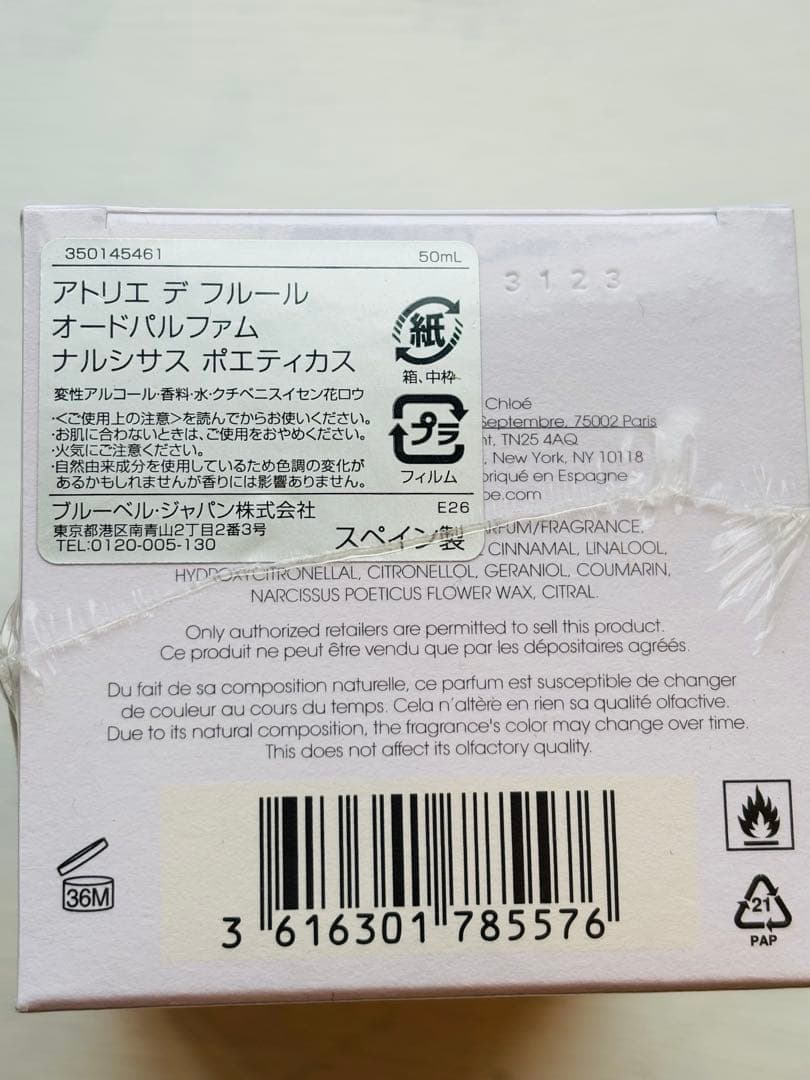 350145461 50mL
アトリエ デ フルール
オードパルファム
ナルシサス ポエティカス
変性アルコール・香料・水・クチベニスイセン花ロウ
・<ご使用上の注意>を読んでからお使いください。
・お肌に合わないときは、ご使用をおやめください。
・火気にご注意ください。
・自然由来成分を使用しているため色調の変化が
あるかもしれませんが香りには影響ありません。
ブルーベル・ジャパン株式会社 E26
東京都港区南青山2丁目2番3号
TEL:0120-005-130 スペイン製
紙
箱、中枠
プラ
フィルム
3123
Chloé
Septembre, 75002 Paris
TN25 4AQ
, New York, NY 10118
en Espagne
.com
/FRAGRANCE,
CINNAMAL, LINALOOL,
HYDROXYCITRONELLAL, CITRONELLOL, GERANIOL, COUMARIN,
NARCISSUS POETICUS FLOWER WAX, CITRAL.
Only authorized retailers are permitted to sell this product.
Ce produit ne peut être vendu que par les dépositaires agréés.
Du fait de sa composition naturelle, ce parfum est susceptible de changer
de couleur au cours du temps. Cela n'altère en rien sa qualité olfactive.
Due to its natural composition, the fragrance's color may change over time.
This does not affect its olfactory quality.
36M
3 616301 785576
21
PAP